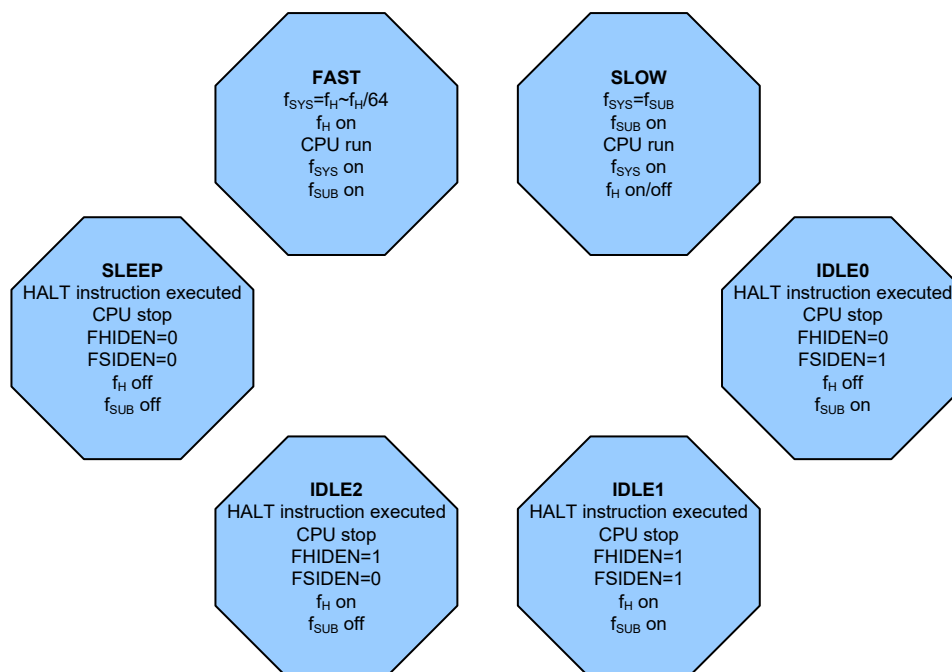 FAST
fSYS=fH~fH/64
fH on
CPU run
fSYS on
fSUB on
SLOW
fSYS=fSUB
fSUB on
CPU run
fSYS on
fH on/off
SLEEP
HALT instruction executed
CPU stop
FHIDEN=0
FSIDEN=0
fH off
fSUB off
IDLE0
HALT instruction executed
CPU stop
FHIDEN=0
FSIDEN=1
fH off
fSUB on
IDLE2
HALT instruction executed
CPU stop
FHIDEN=1
FSIDEN=0
fH on
fSUB off
IDLE1
HALT instruction executed
CPU stop
FHIDEN=1
FSIDEN=1
fH on
fSUB on